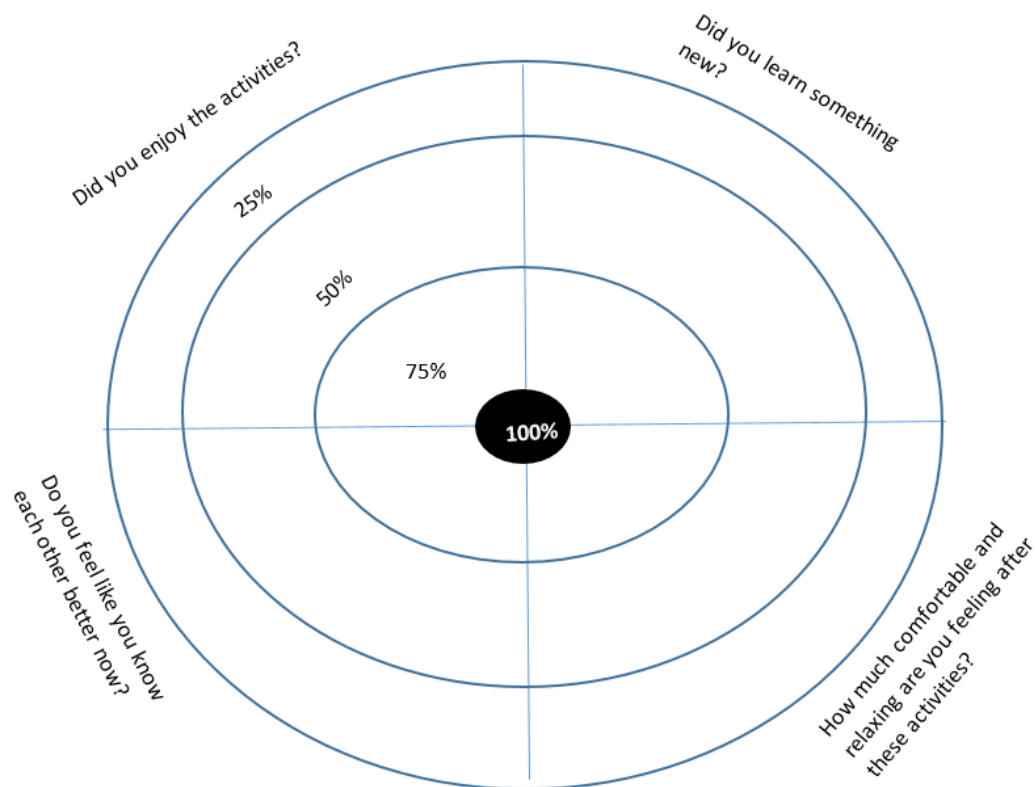 Did you enjoy the activities?
Did you learn something
new?
25%
50%
75%
100%
Do you feel like you know
each other better now?
How much comfortable and
relaxing are you feeling after
these activities?